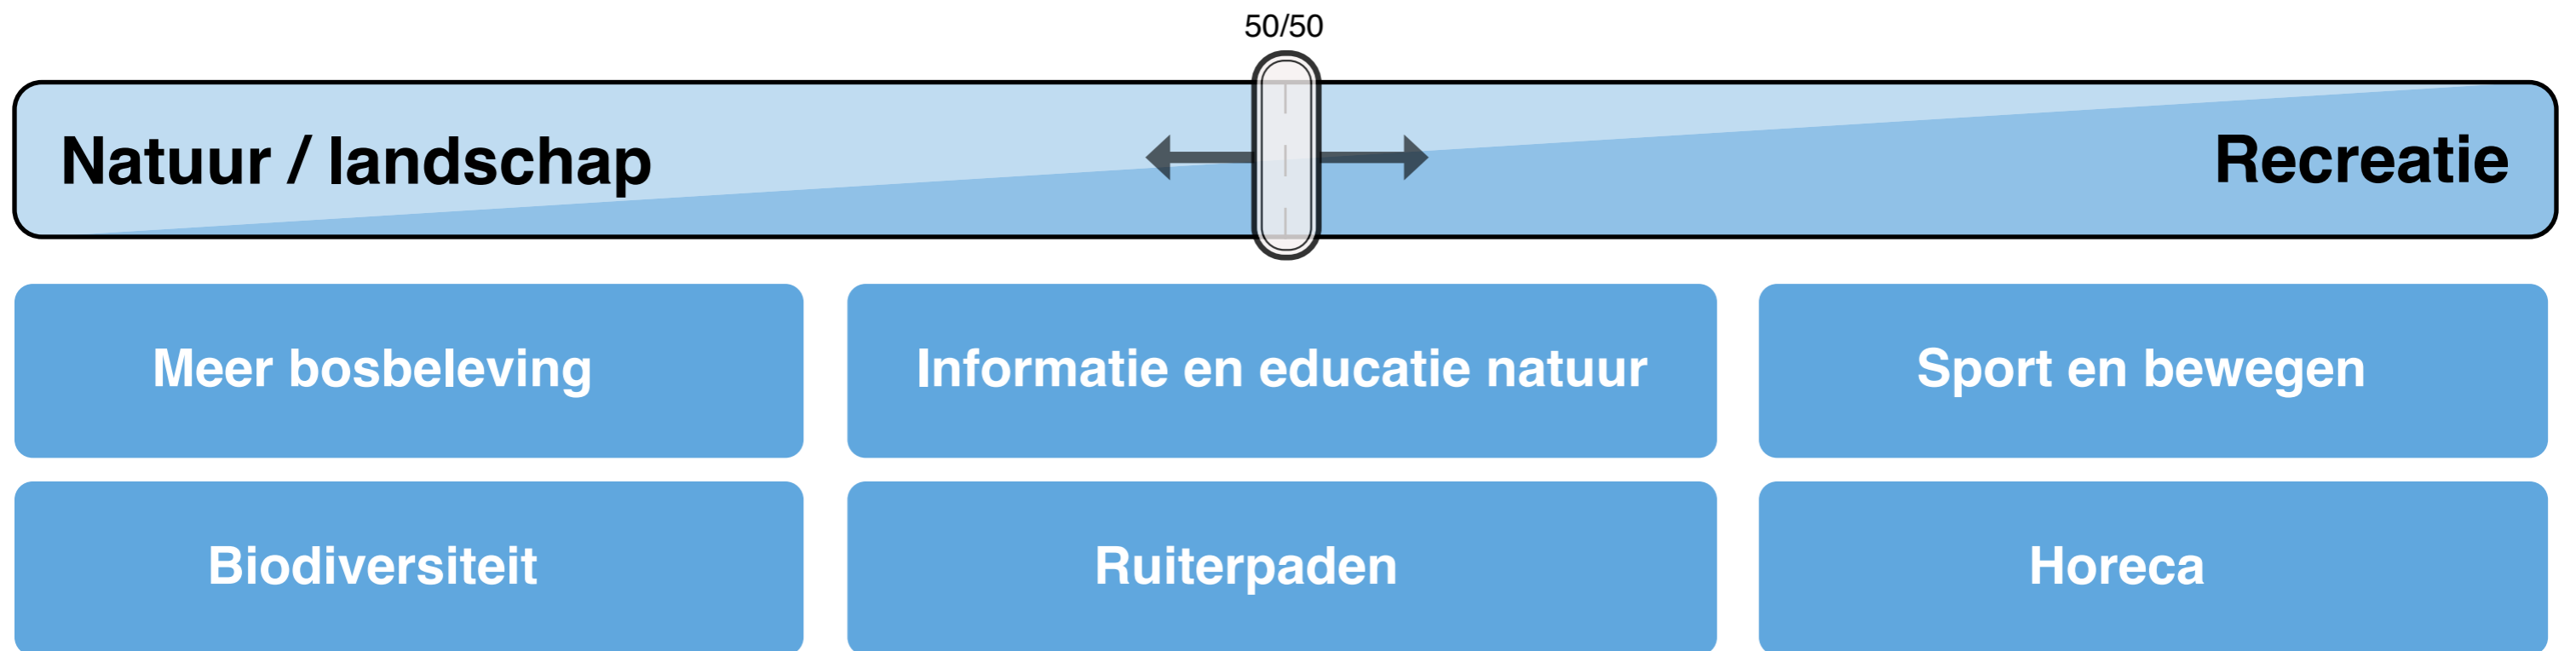 50/50
Natuur / landschap
Recreatie
Meer bosbeleving
Informatie en educatie natuur
Sport en bewegen
Biodiversiteit
Ruiterpaden
Horeca